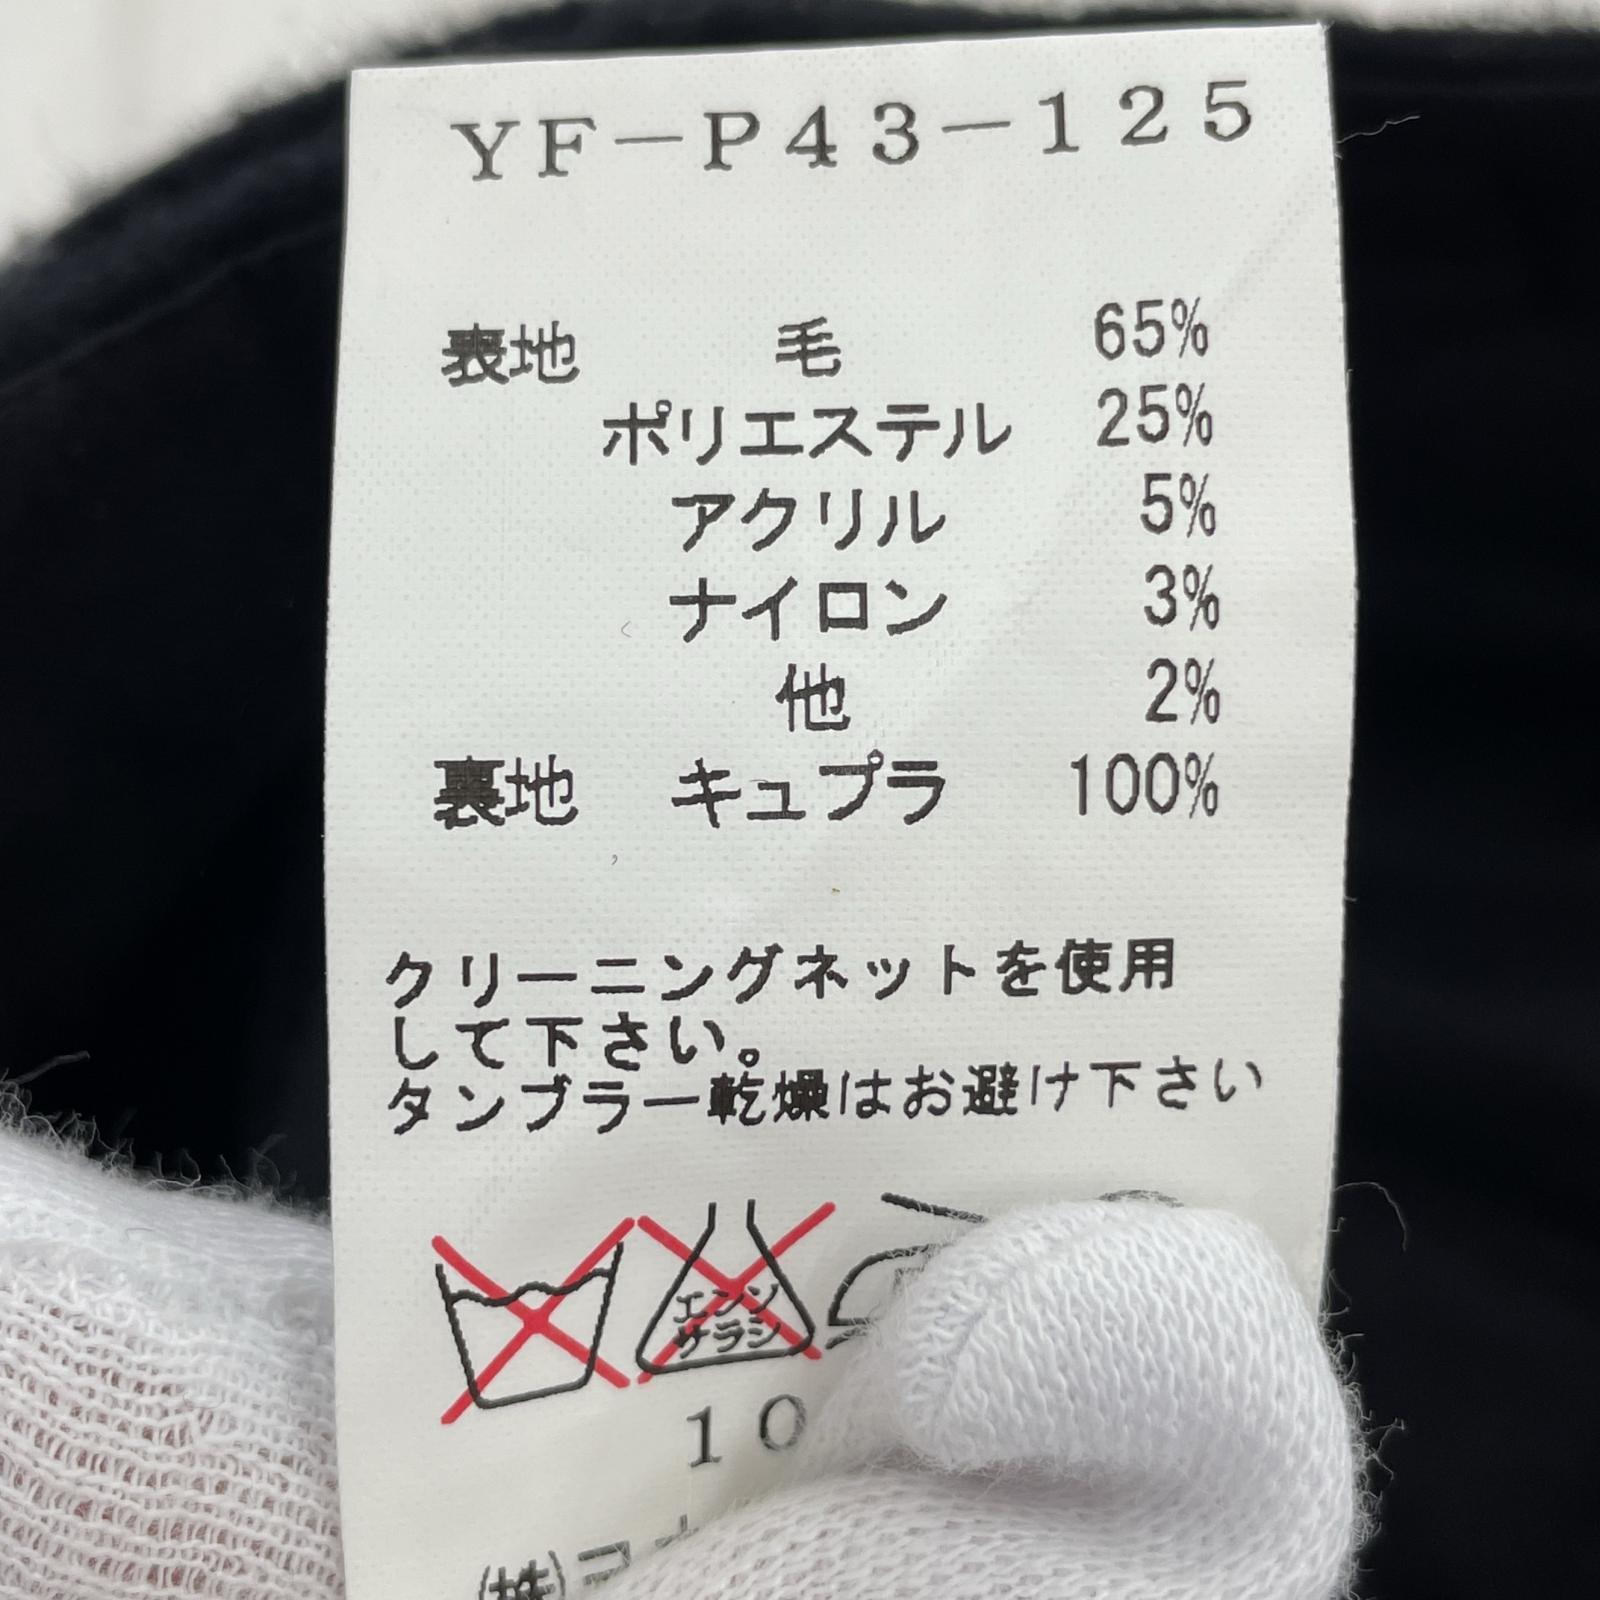 YF-P43-125
表地 毛 65%
ポリエステル 25%
アクリル 5%
ナイロン 3%
他 2%
裏地 キュプラ 100%
クリーニングネットを使用
して下さい。
タンブラー乾燥はお避け下さい
エンソ
サラシ
10
(株)コ